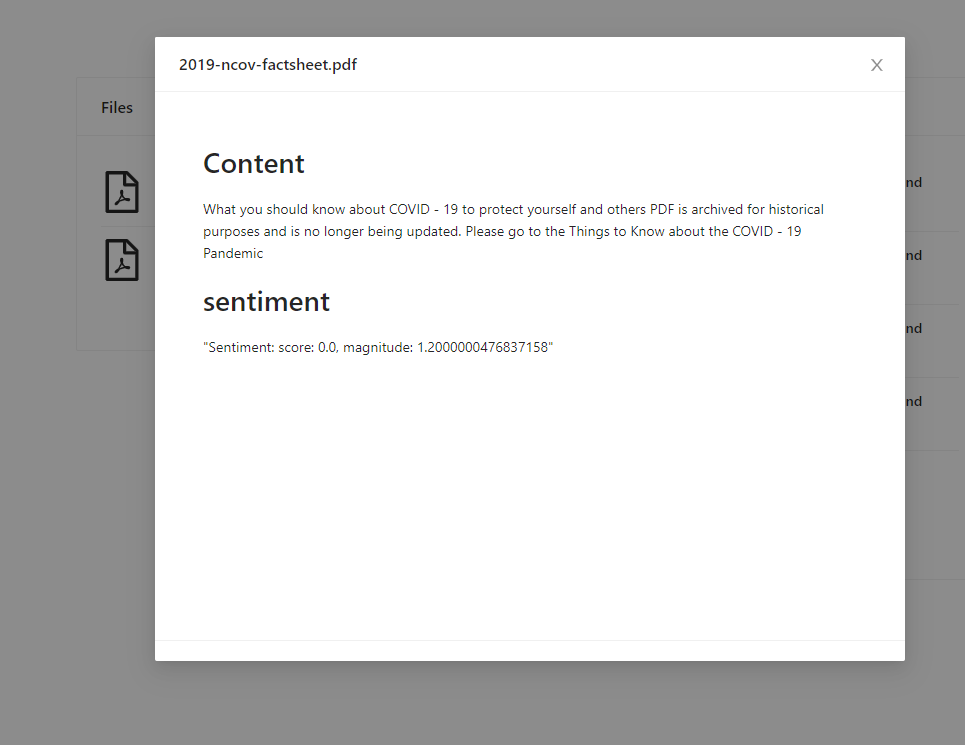 2019-ncov-factsheet.pdf
X
Files
Content
What you should know about COVID - 19 to protect yourself and others PDF is archived for historical
purposes and is no longer being updated. Please go to the Things to Know about the COVID - 19
Pandemic
sentiment
"Sentiment: score: 0.0, magnitude: 1.2000000476837158"
nd
nd
nd
nd